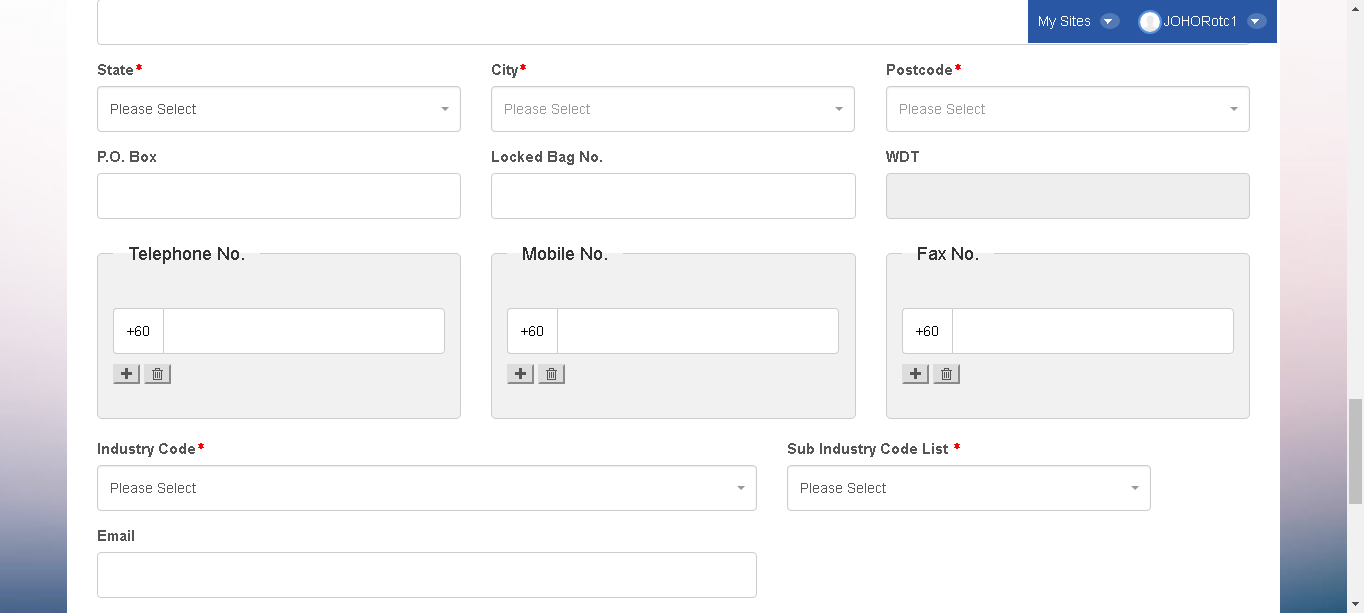 My Sites JOHORotc1
State* City* Postcode*
Please Select Please Select Please Select
P.O. Box Locked Bag No. WDT
Telephone No. Mobile No. Fax No.
+60 +60 +60
Industry Code* Sub Industry Code List *
Please Select Please Select
Email